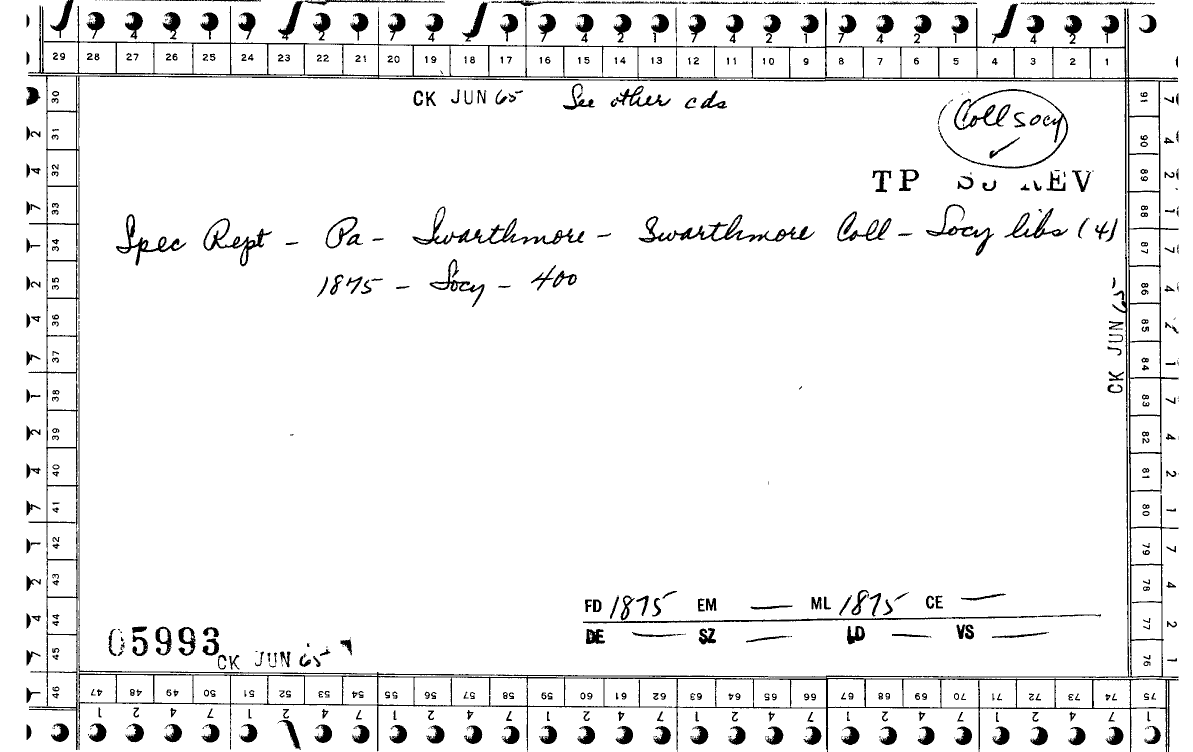 7 4 2 1 7 4 2 1 7 4 2 1 7 4 2 1 7 4 2 1 7 4 2 1
29 28 27 26 25 24 23 22 21 20 19 18 17 16 15 14 13 12 11 10 9 8 7 6 5 4 3 2 1
CK JUN 65 See other cds
Coll Socy
TP REV
Spec Rept - Pa - Swarthmore - Swarthmore Coll - Socy libs (4)
1875 - Socy - 400
CK JUN 65
30 31 32 33 34 35 36 37 38 39 40 41 42 43 44 45 46
91 90 89 88 87 86 85 84 83 82 81 80 79 78 77 76
FD 1875 EM — ML 1875 CE —
DE — SZ — LD — VS —
05993 CK JUN 65
47 48 49 50 51 52 53 54 55 56 57 58 59 60 61 62 63 64 65 66 67 68 69 70 71 72 73 74 75
1 2 4 7 1 2 4 7 1 2 4 7 1 2 4 7 1 2 4 7 1 2 4 7 1 2 4 7 1